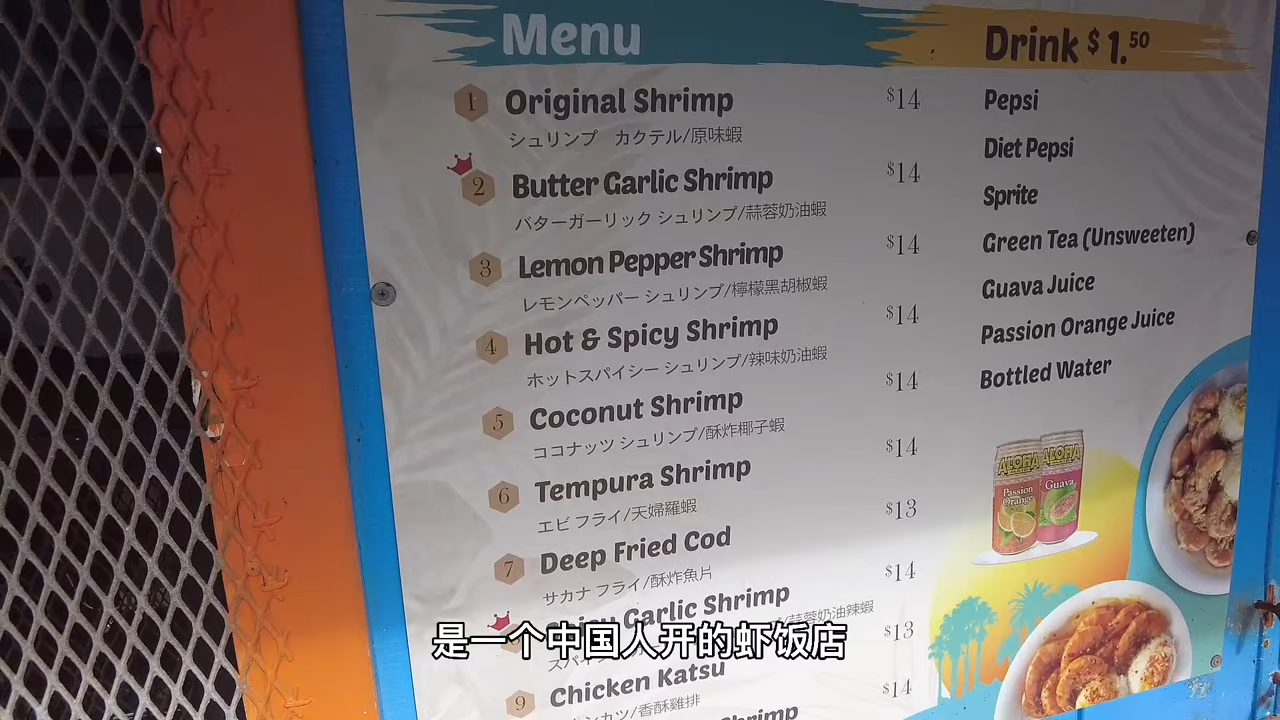 Menu
Drink $1.50
1 Original Shrimp $14
シュリンプ カクテル/原味蝦
2 Butter Garlic Shrimp $14
バターガーリック シュリンプ/蒜蓉奶油蝦
3 Lemon Pepper Shrimp $14
レモンペッパー シュリンプ/檸檬黑胡椒蝦
4 Hot & Spicy Shrimp $14
ホットスパイシー シュリンプ/辣味奶油蝦
5 Coconut Shrimp $14
ココナッツ シュリンプ/酥炸椰子蝦
6 Tempura Shrimp $14
エビ フライ/天婦羅蝦
7 Deep Fried Cod $13
サカナ フライ/酥炸魚片
Spicy Garlic Shrimp $14
蒜蓉奶油辣蝦
9 Chicken Katsu $13
カツ/香酥雞排
Shrimp $14
Pepsi
Diet Pepsi
Sprite
Green Tea (Unsweeten)
Guava Juice
Passion Orange Juice
Bottled Water
ALOHA
Passion
Orange
ALOHA
Guava
是一个中国人开的虾饭店